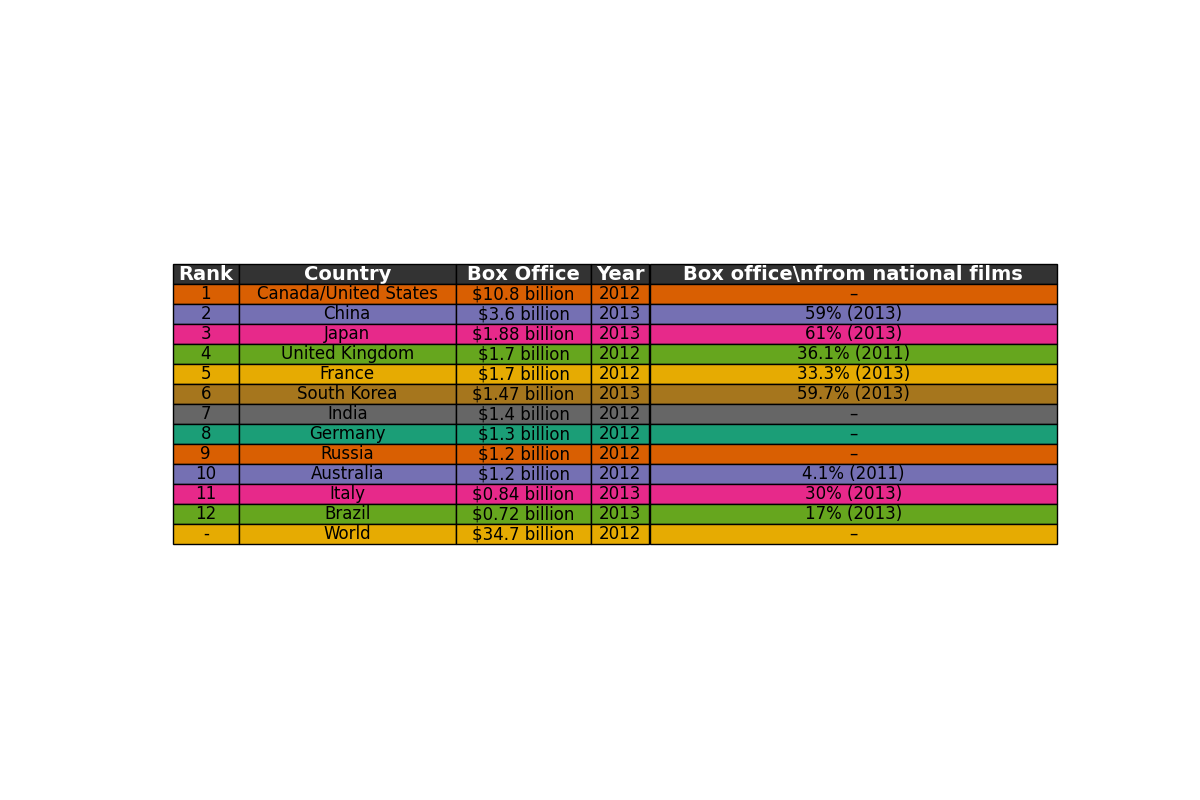 Rank Country Box Office Year Box office\nfrom national films
1 Canada/United States $10.8 billion 2012 –
2 China $3.6 billion 2013 59% (2013)
3 Japan $1.88 billion 2013 61% (2013)
4 United Kingdom $1.7 billion 2012 36.1% (2011)
5 France $1.7 billion 2012 33.3% (2013)
6 South Korea $1.47 billion 2013 59.7% (2013)
7 India $1.4 billion 2012 –
8 Germany $1.3 billion 2012 –
9 Russia $1.2 billion 2012 –
10 Australia $1.2 billion 2012 4.1% (2011)
11 Italy $0.84 billion 2013 30% (2013)
12 Brazil $0.72 billion 2013 17% (2013)
- World $34.7 billion 2012 –